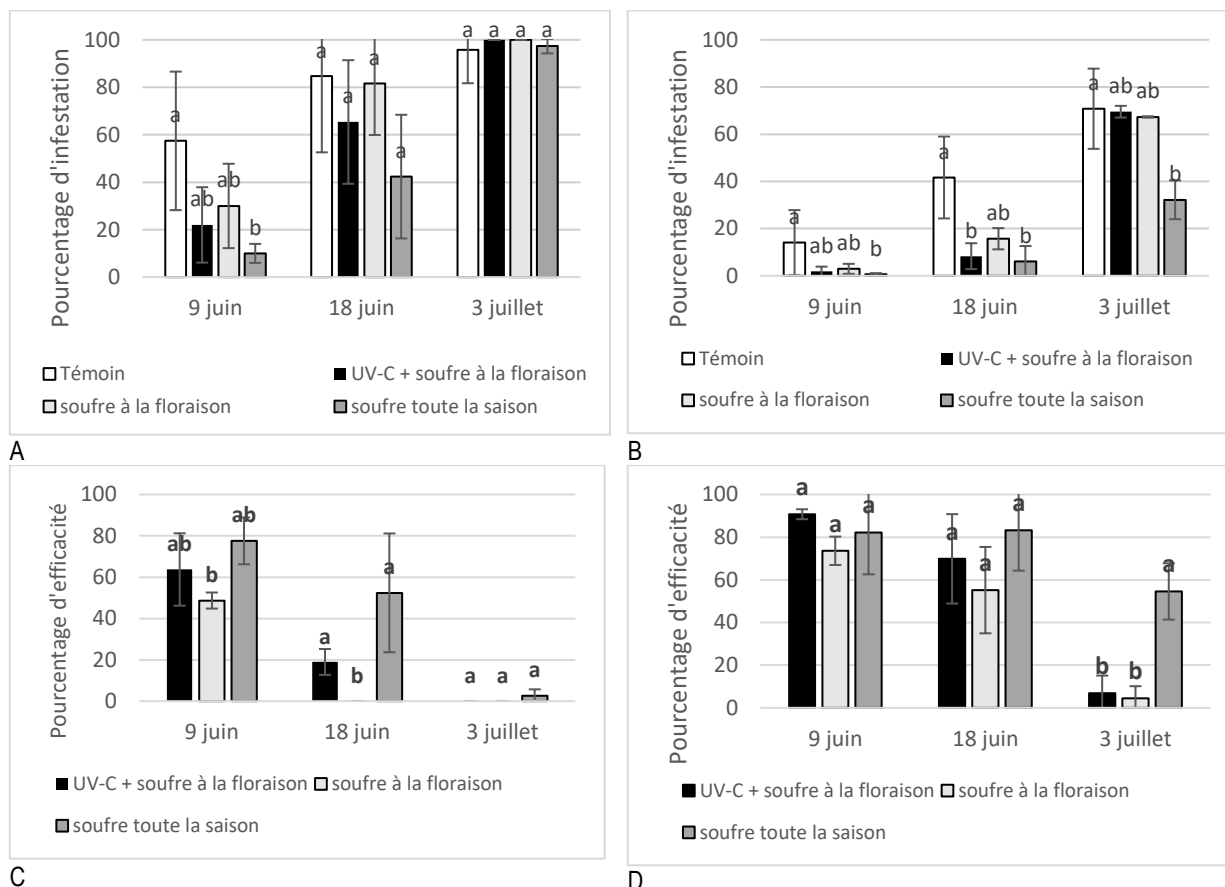 100
80
60
40
20
0
Pourcentage d'infestation
a
ab
ab
b
a
a
a
a
a
a
a
a
9 juin
18 juin
3 juillet
Témoin
UV-C + soufre à la floraison
soufre à la floraison
soufre toute la saison
A
100
80
60
40
20
0
Pourcentage d'infestation
a
ab
ab
b
a
b
ab
b
a
ab
ab
b
9 juin
18 juin
3 juillet
Témoin
UV-C + soufre à la floraison
soufre à la floraison
soufre toute la saison
B
100
80
60
40
20
0
Pourcentage d'efficacité
ab
b
ab
a
b
a
a
a
a
9 juin
18 juin
3 juillet
UV-C + soufre à la floraison
soufre à la floraison
soufre toute la saison
C
100
80
60
40
20
0
Pourcentage d'efficacité
a
a
a
a
a
a
b
b
a
9 juin
18 juin
3 juillet
UV-C + soufre à la floraison
soufre à la floraison
soufre toute la saison
D